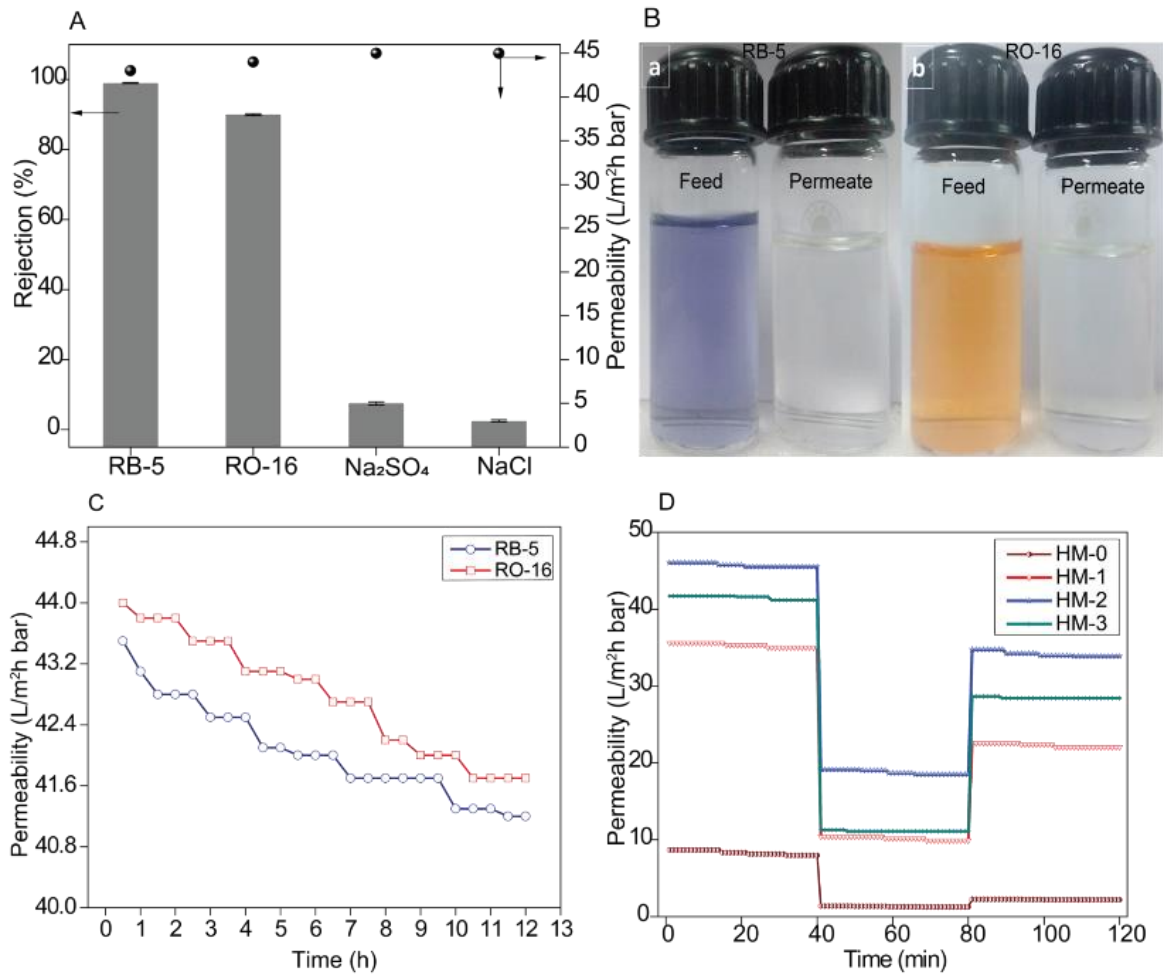 A
Rejection (%)
100
80
60
40
20
0
RB-5 RO-16 Na₂SO₄ NaCl
45
40
35
30
25
20
15
10
5
0
Permeability (L/m²h bar)
B
a RB-5 b RO-16
Feed Permeate Feed Permeate
C
Permeability (L/m²h bar)
44.8
44.0
43.2
42.4
41.6
40.8
40.0
RB-5
RO-16
0 1 2 3 4 5 6 7 8 9 10 11 12 13
Time (h)
D
Permeability (L/m²h bar)
50
40
30
20
10
0
HM-0
HM-1
HM-2
HM-3
0 20 40 60 80 100 120
Time (min)